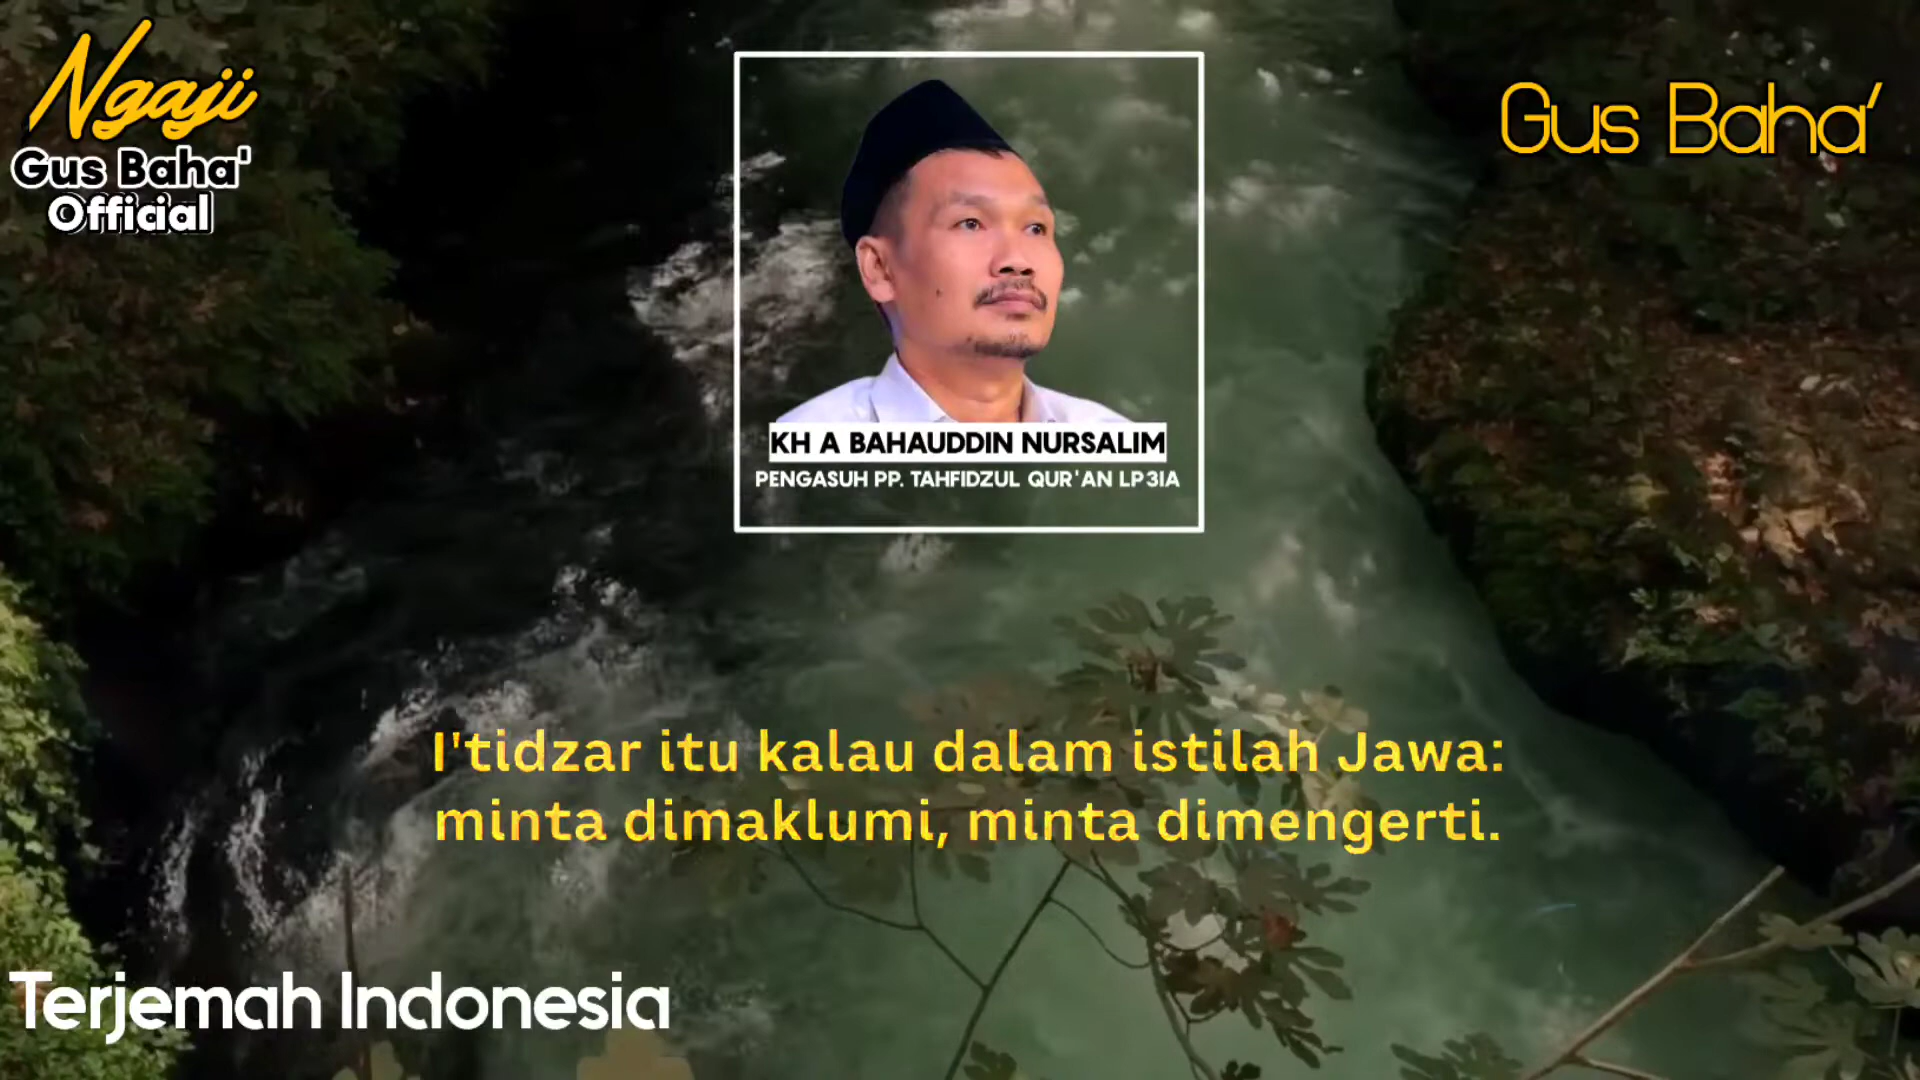 Ngaji
Gus Baha'
Official
Gus Baha'
KH A BAHAUDDIN NURSALIM
PENGASUH PP. TAHFIDZUL QUR'AN LP3IA
I'tidzar itu kalau dalam istilah Jawa:
minta dimaklumi, minta dimengerti.
Terjemah Indonesia